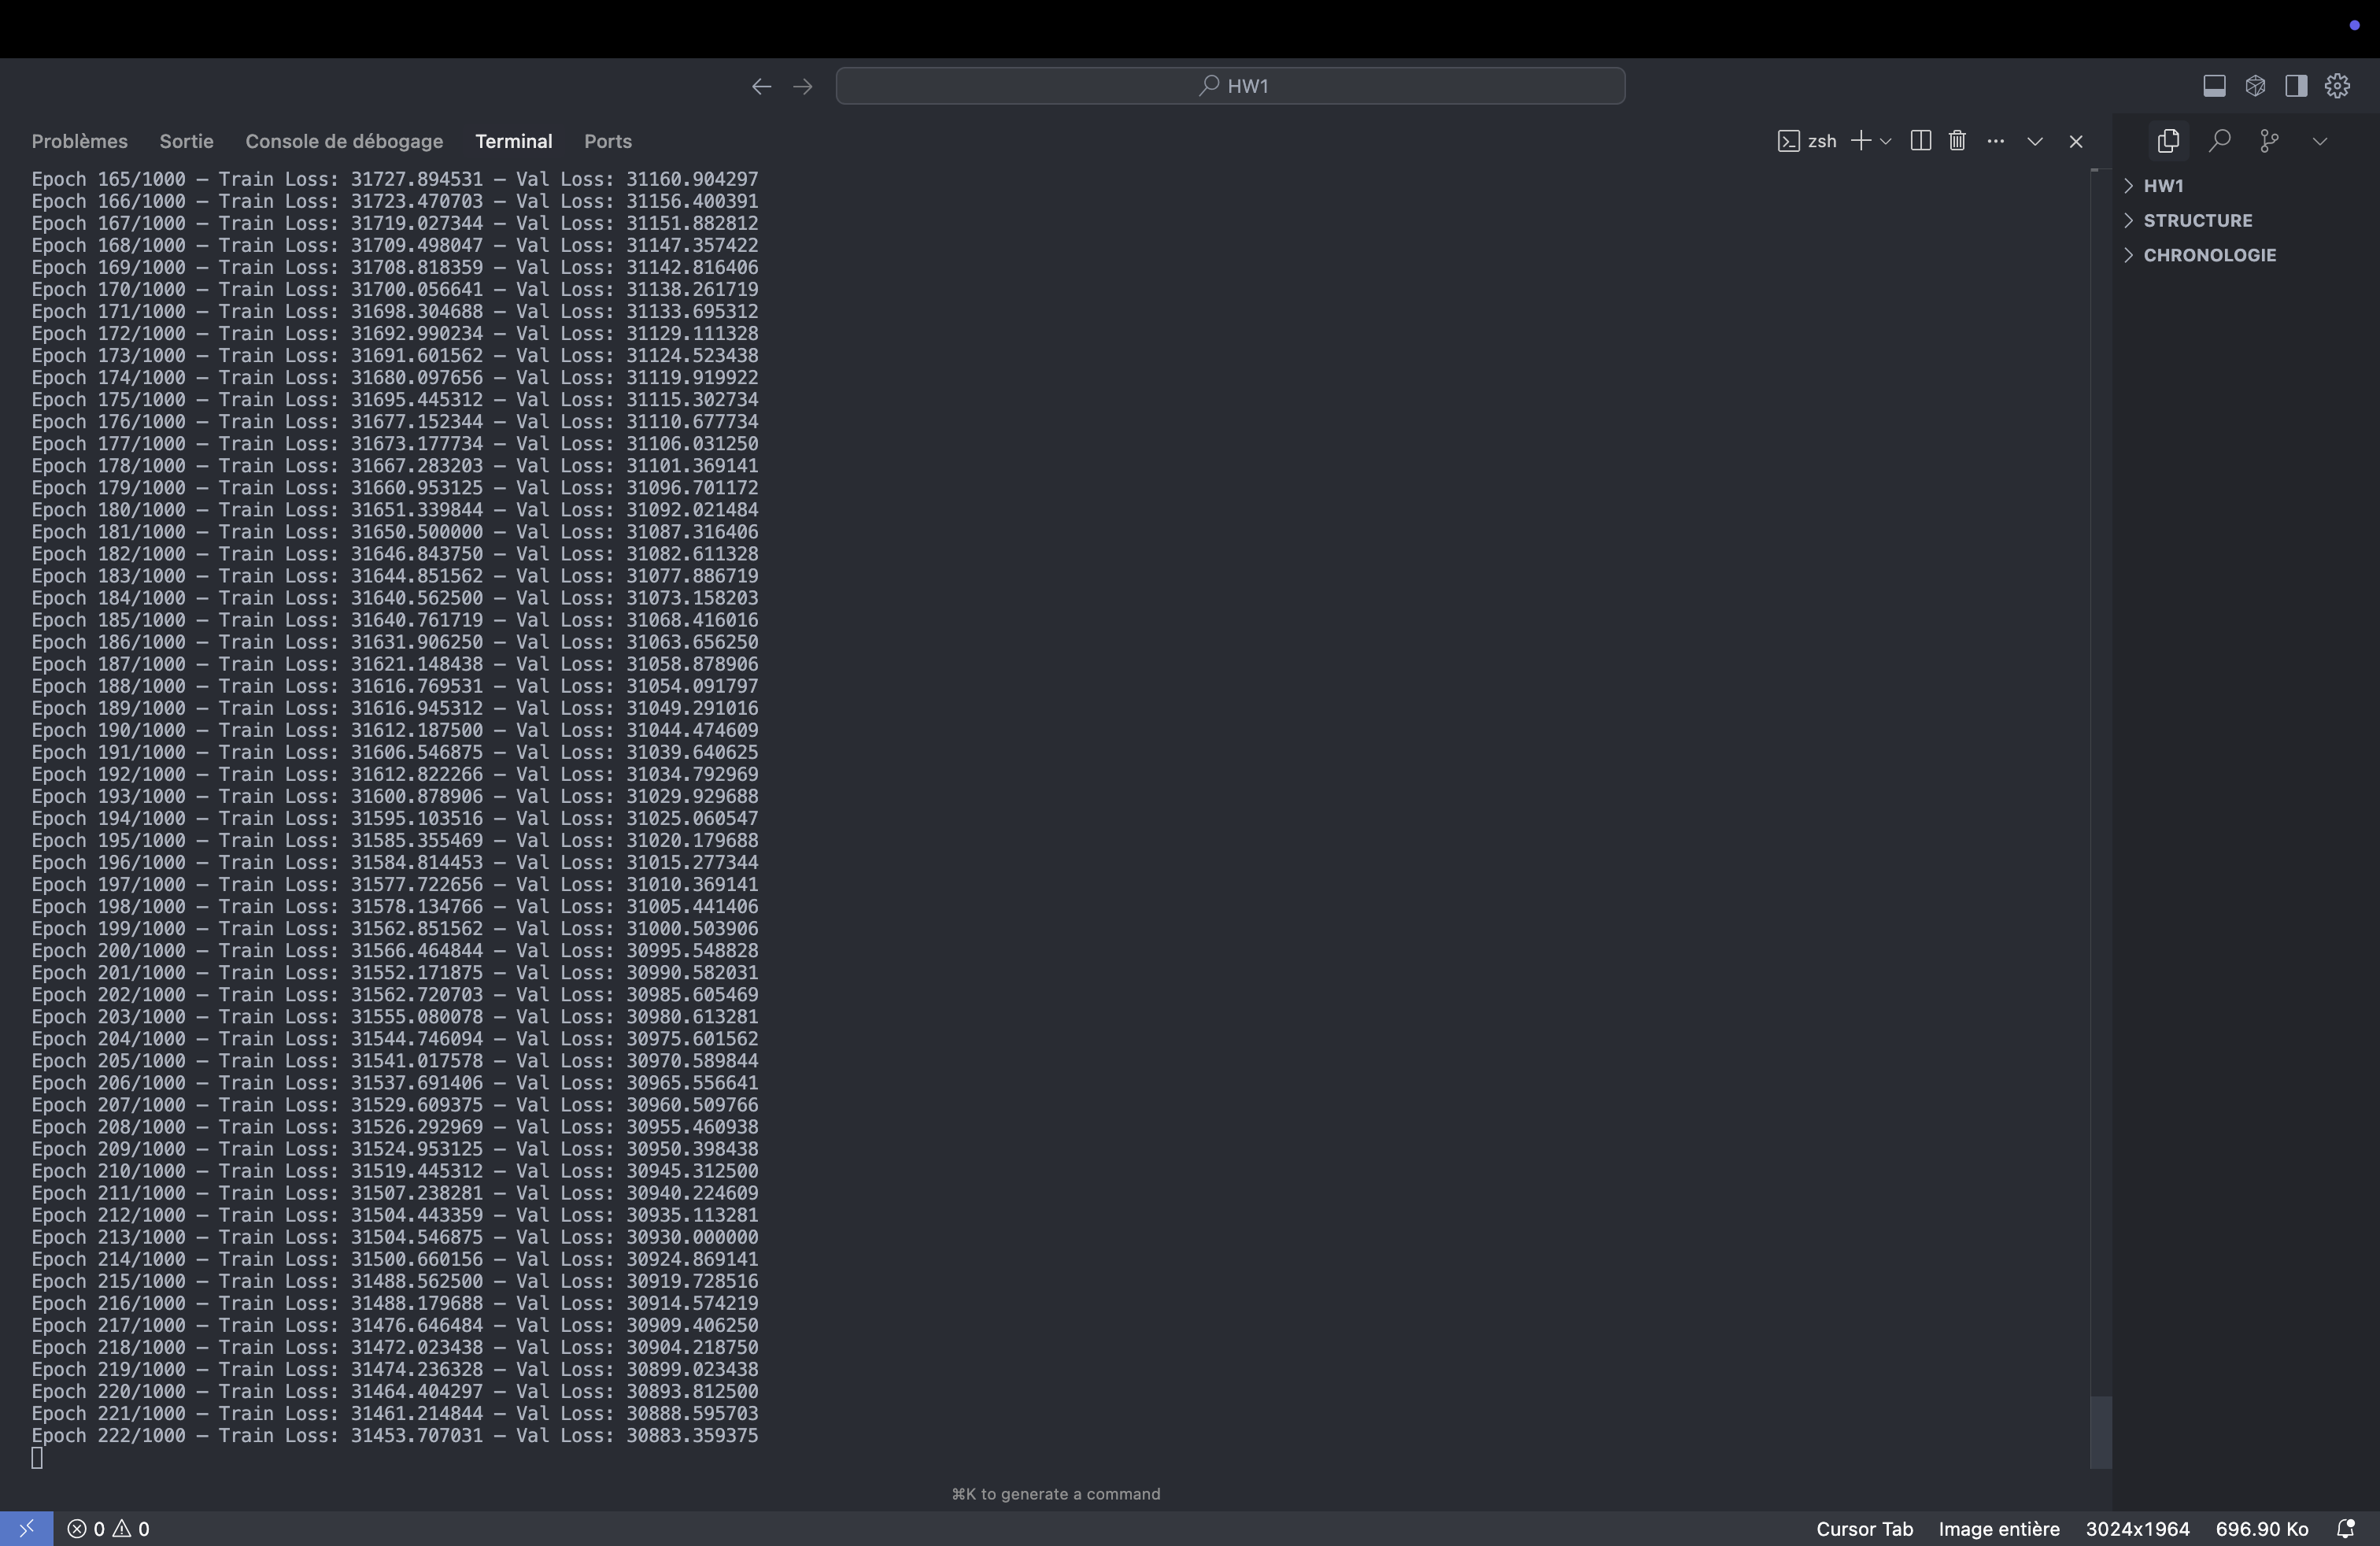 HW1
Problèmes Sortie Console de débogage Terminal Ports zsh
Epoch 165/1000 – Train Loss: 31727.894531 – Val Loss: 31160.904297
Epoch 166/1000 – Train Loss: 31723.470703 – Val Loss: 31156.400391
Epoch 167/1000 – Train Loss: 31719.027344 – Val Loss: 31151.882812
Epoch 168/1000 – Train Loss: 31709.498047 – Val Loss: 31147.357422
Epoch 169/1000 – Train Loss: 31708.818359 – Val Loss: 31142.816406
Epoch 170/1000 – Train Loss: 31700.056641 – Val Loss: 31138.261719
Epoch 171/1000 – Train Loss: 31698.304688 – Val Loss: 31133.695312
Epoch 172/1000 – Train Loss: 31692.990234 – Val Loss: 31129.111328
Epoch 173/1000 – Train Loss: 31691.601562 – Val Loss: 31124.523438
Epoch 174/1000 – Train Loss: 31680.097656 – Val Loss: 31119.919922
Epoch 175/1000 – Train Loss: 31695.445312 – Val Loss: 31115.302734
Epoch 176/1000 – Train Loss: 31677.152344 – Val Loss: 31110.677734
Epoch 177/1000 – Train Loss: 31673.177734 – Val Loss: 31106.031250
Epoch 178/1000 – Train Loss: 31667.283203 – Val Loss: 31101.369141
Epoch 179/1000 – Train Loss: 31660.953125 – Val Loss: 31096.701172
Epoch 180/1000 – Train Loss: 31651.339844 – Val Loss: 31092.021484
Epoch 181/1000 – Train Loss: 31650.500000 – Val Loss: 31087.316406
Epoch 182/1000 – Train Loss: 31646.843750 – Val Loss: 31082.611328
Epoch 183/1000 – Train Loss: 31644.851562 – Val Loss: 31077.886719
Epoch 184/1000 – Train Loss: 31640.562500 – Val Loss: 31073.158203
Epoch 185/1000 – Train Loss: 31640.761719 – Val Loss: 31068.416016
Epoch 186/1000 – Train Loss: 31631.906250 – Val Loss: 31063.656250
Epoch 187/1000 – Train Loss: 31621.148438 – Val Loss: 31058.878906
Epoch 188/1000 – Train Loss: 31616.769531 – Val Loss: 31054.091797
Epoch 189/1000 – Train Loss: 31616.945312 – Val Loss: 31049.291016
Epoch 190/1000 – Train Loss: 31612.187500 – Val Loss: 31044.474609
Epoch 191/1000 – Train Loss: 31606.546875 – Val Loss: 31039.640625
Epoch 192/1000 – Train Loss: 31612.822266 – Val Loss: 31034.792969
Epoch 193/1000 – Train Loss: 31600.878906 – Val Loss: 31029.929688
Epoch 194/1000 – Train Loss: 31595.103516 – Val Loss: 31025.060547
Epoch 195/1000 – Train Loss: 31585.355469 – Val Loss: 31020.179688
Epoch 196/1000 – Train Loss: 31584.814453 – Val Loss: 31015.277344
Epoch 197/1000 – Train Loss: 31577.722656 – Val Loss: 31010.369141
Epoch 198/1000 – Train Loss: 31578.134766 – Val Loss: 31005.441406
Epoch 199/1000 – Train Loss: 31562.851562 – Val Loss: 31000.503906
Epoch 200/1000 – Train Loss: 31566.464844 – Val Loss: 30995.548828
Epoch 201/1000 – Train Loss: 31552.171875 – Val Loss: 30990.582031
Epoch 202/1000 – Train Loss: 31562.720703 – Val Loss: 30985.605469
Epoch 203/1000 – Train Loss: 31555.080078 – Val Loss: 30980.613281
Epoch 204/1000 – Train Loss: 31544.746094 – Val Loss: 30975.601562
Epoch 205/1000 – Train Loss: 31541.017578 – Val Loss: 30970.589844
Epoch 206/1000 – Train Loss: 31537.691406 – Val Loss: 30965.556641
Epoch 207/1000 – Train Loss: 31529.609375 – Val Loss: 30960.509766
Epoch 208/1000 – Train Loss: 31526.292969 – Val Loss: 30955.460938
Epoch 209/1000 – Train Loss: 31524.953125 – Val Loss: 30950.398438
Epoch 210/1000 – Train Loss: 31519.445312 – Val Loss: 30945.312500
Epoch 211/1000 – Train Loss: 31507.238281 – Val Loss: 30940.224609
Epoch 212/1000 – Train Loss: 31504.443359 – Val Loss: 30935.113281
Epoch 213/1000 – Train Loss: 31504.546875 – Val Loss: 30930.000000
Epoch 214/1000 – Train Loss: 31500.660156 – Val Loss: 30924.869141
Epoch 215/1000 – Train Loss: 31488.562500 – Val Loss: 30919.728516
Epoch 216/1000 – Train Loss: 31488.179688 – Val Loss: 30914.574219
Epoch 217/1000 – Train Loss: 31476.646484 – Val Loss: 30909.406250
Epoch 218/1000 – Train Loss: 31472.023438 – Val Loss: 30904.218750
Epoch 219/1000 – Train Loss: 31474.236328 – Val Loss: 30899.023438
Epoch 220/1000 – Train Loss: 31464.404297 – Val Loss: 30893.812500
Epoch 221/1000 – Train Loss: 31461.214844 – Val Loss: 30888.595703
Epoch 222/1000 – Train Loss: 31453.707031 – Val Loss: 30883.359375
⌘K to generate a command
HW1
STRUCTURE
CHRONOLOGIE
0 0 Cursor Tab Image entière 3024x1964 696.90 Ko